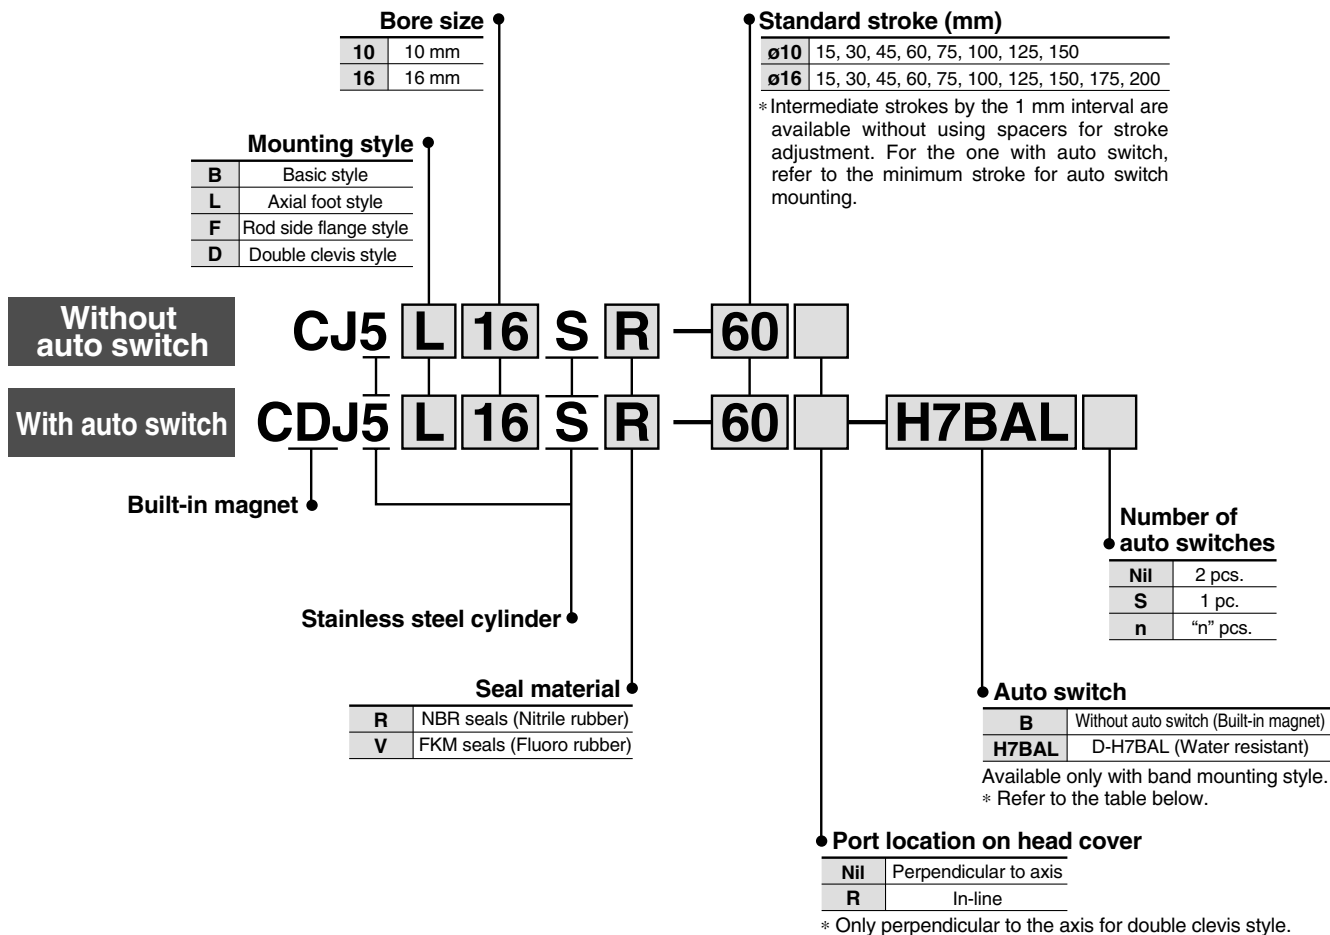 Bore size
10 10 mm
16 16 mm
Standard stroke (mm)
ø10 15, 30, 45, 60, 75, 100, 125, 150
ø16 15, 30, 45, 60, 75, 100, 125, 150, 175, 200
* Intermediate strokes by the 1 mm interval are
available without using spacers for stroke
adjustment. For the one with auto switch,
refer to the minimum stroke for auto switch
mounting.
Mounting style
B Basic style
L Axial foot style
F Rod side flange style
D Double clevis style
Without
auto switch
CJ5 L 16 S R — 60
With auto switch
CDJ5 L 16 S R — 60 — H7BAL
Built-in magnet
Stainless steel cylinder
Number of
auto switches
Nil 2 pcs.
S 1 pc.
n “n” pcs.
Seal material
R NBR seals (Nitrile rubber)
V FKM seals (Fluoro rubber)
Auto switch
B Without auto switch (Built-in magnet)
H7BAL D-H7BAL (Water resistant)
Available only with band mounting style.
* Refer to the table below.
Port location on head cover
Nil Perpendicular to axis
R In-line
* Only perpendicular to the axis for double clevis style.